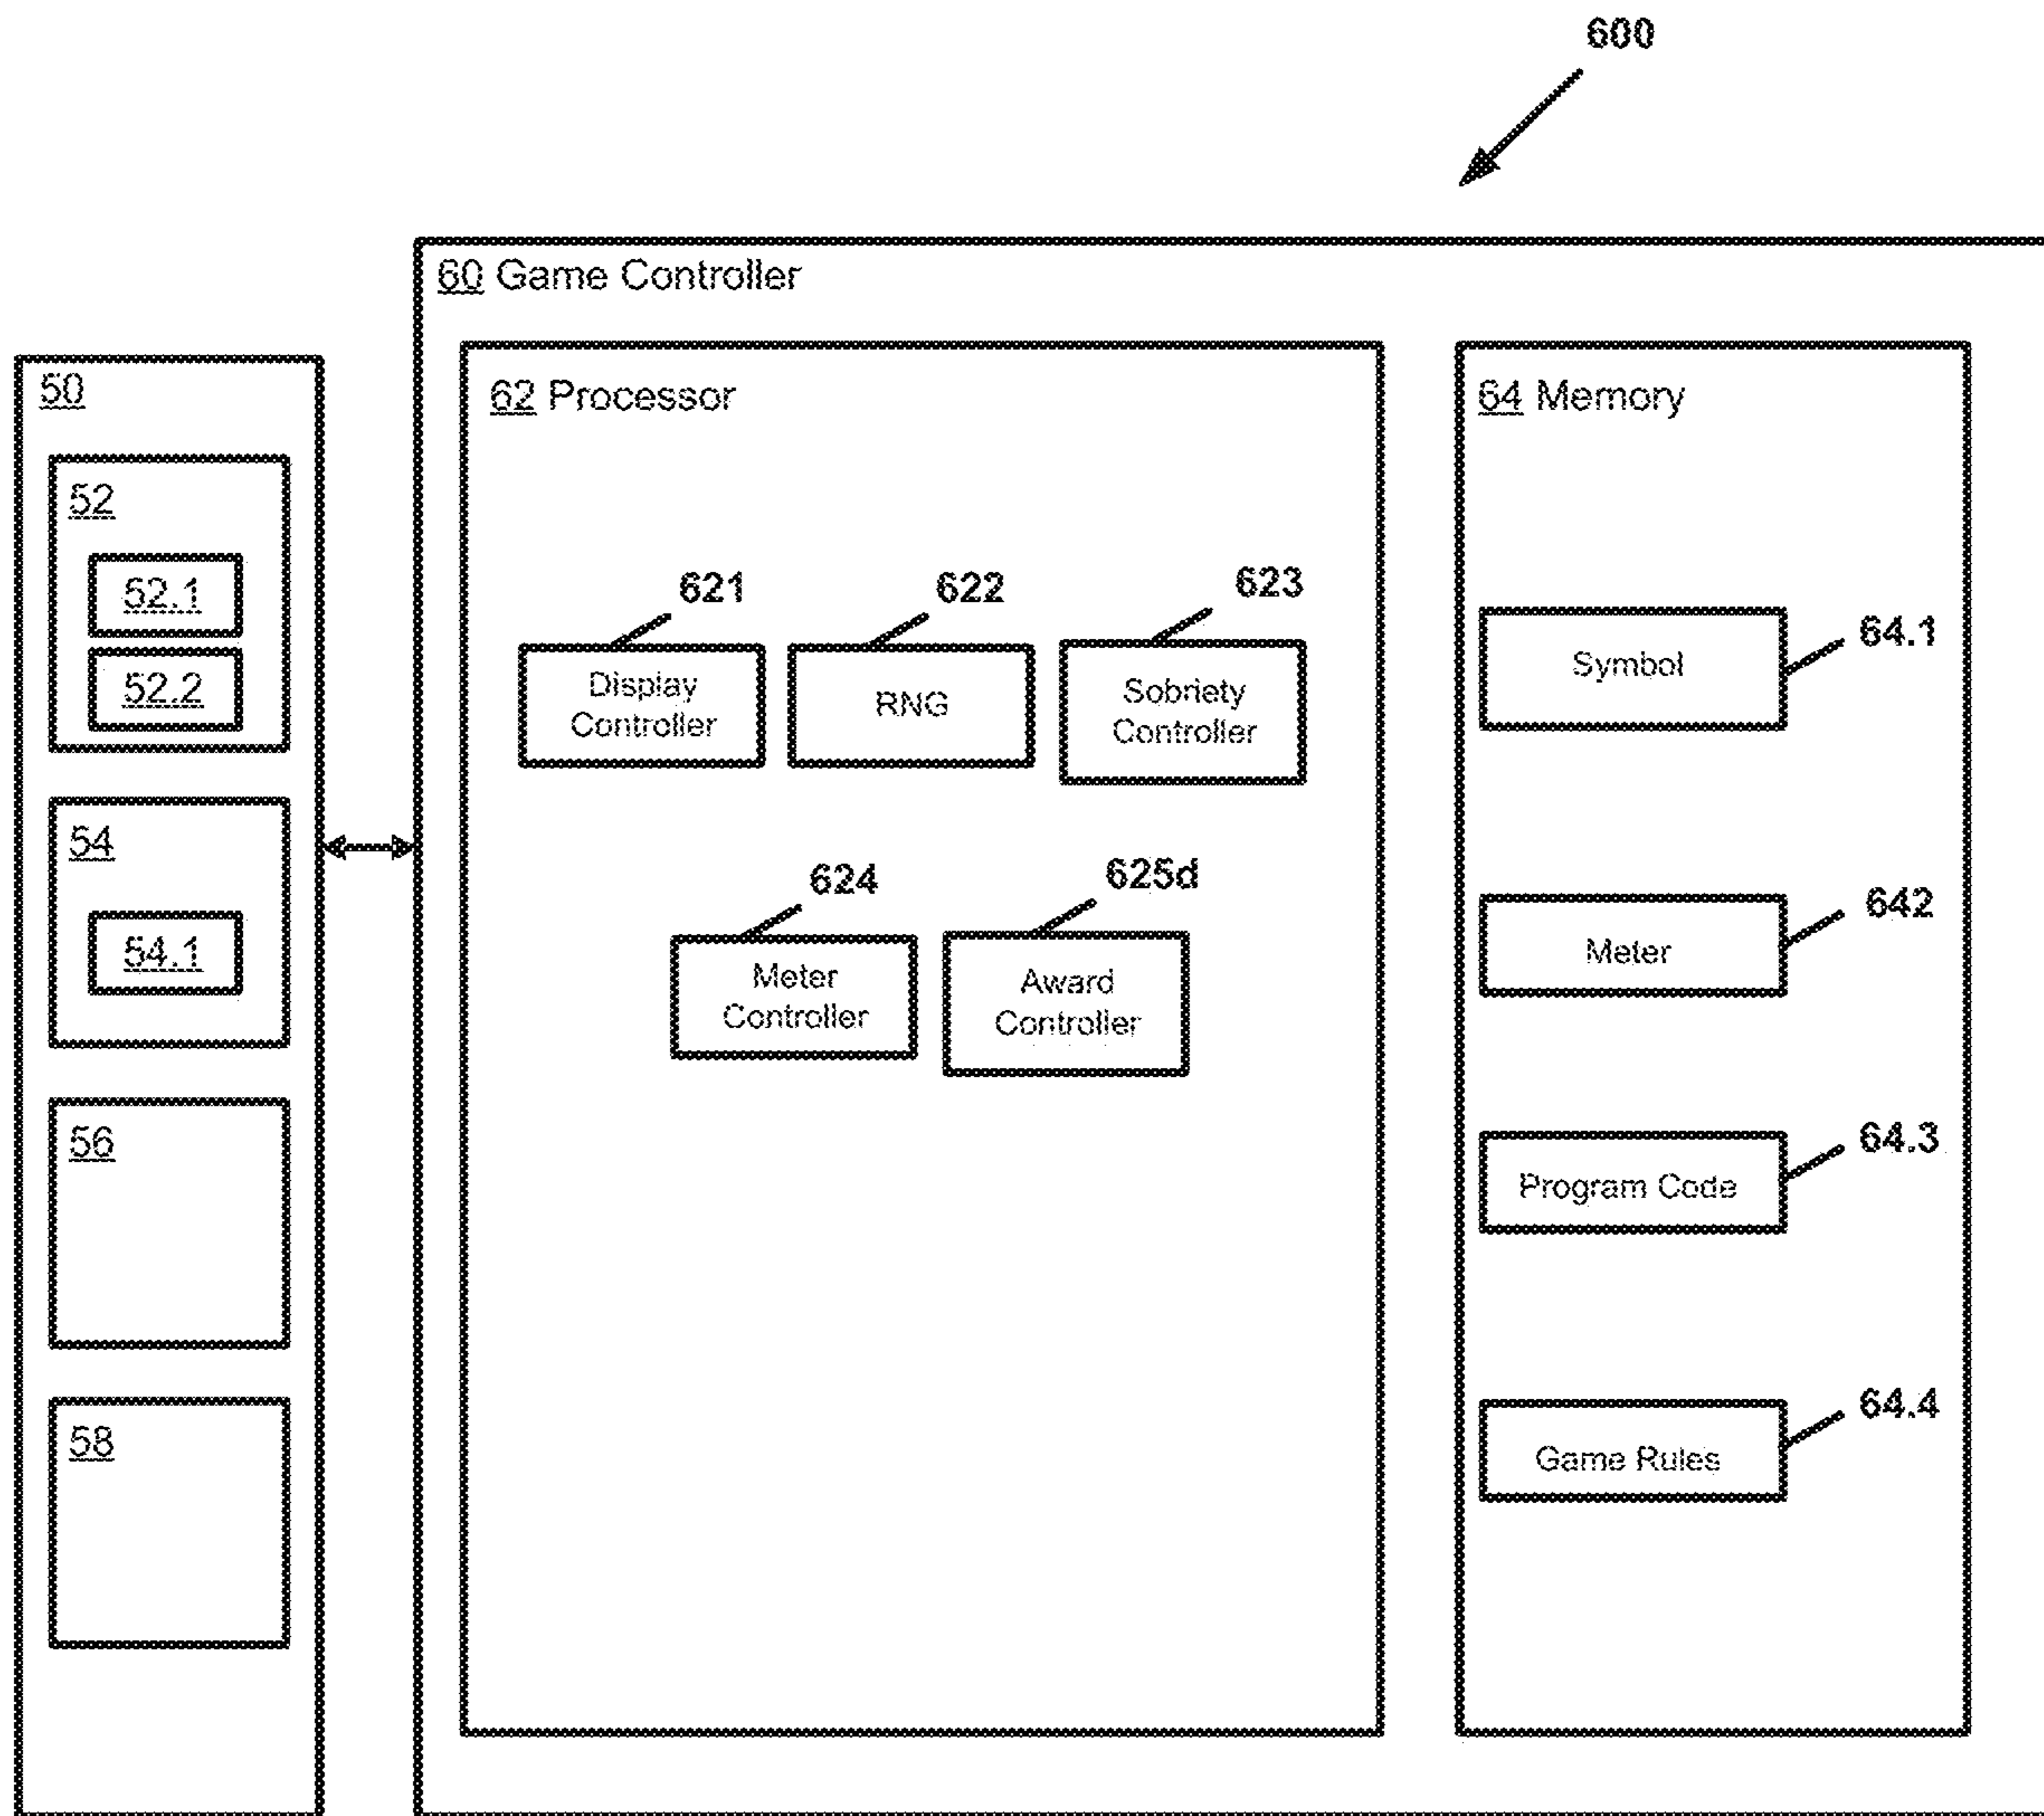 600
60 Game Controller
50
62 Processor
64 Memory
52
52.1
52.2
621
622
623
Display
Controller
RNG
Sobriety
Controller
Symbol
64.1
54
54.1
624
625d
Meter
Controller
Award
Controller
Meter
642
56
Program Code
64.3
58
Game Rules
64.4